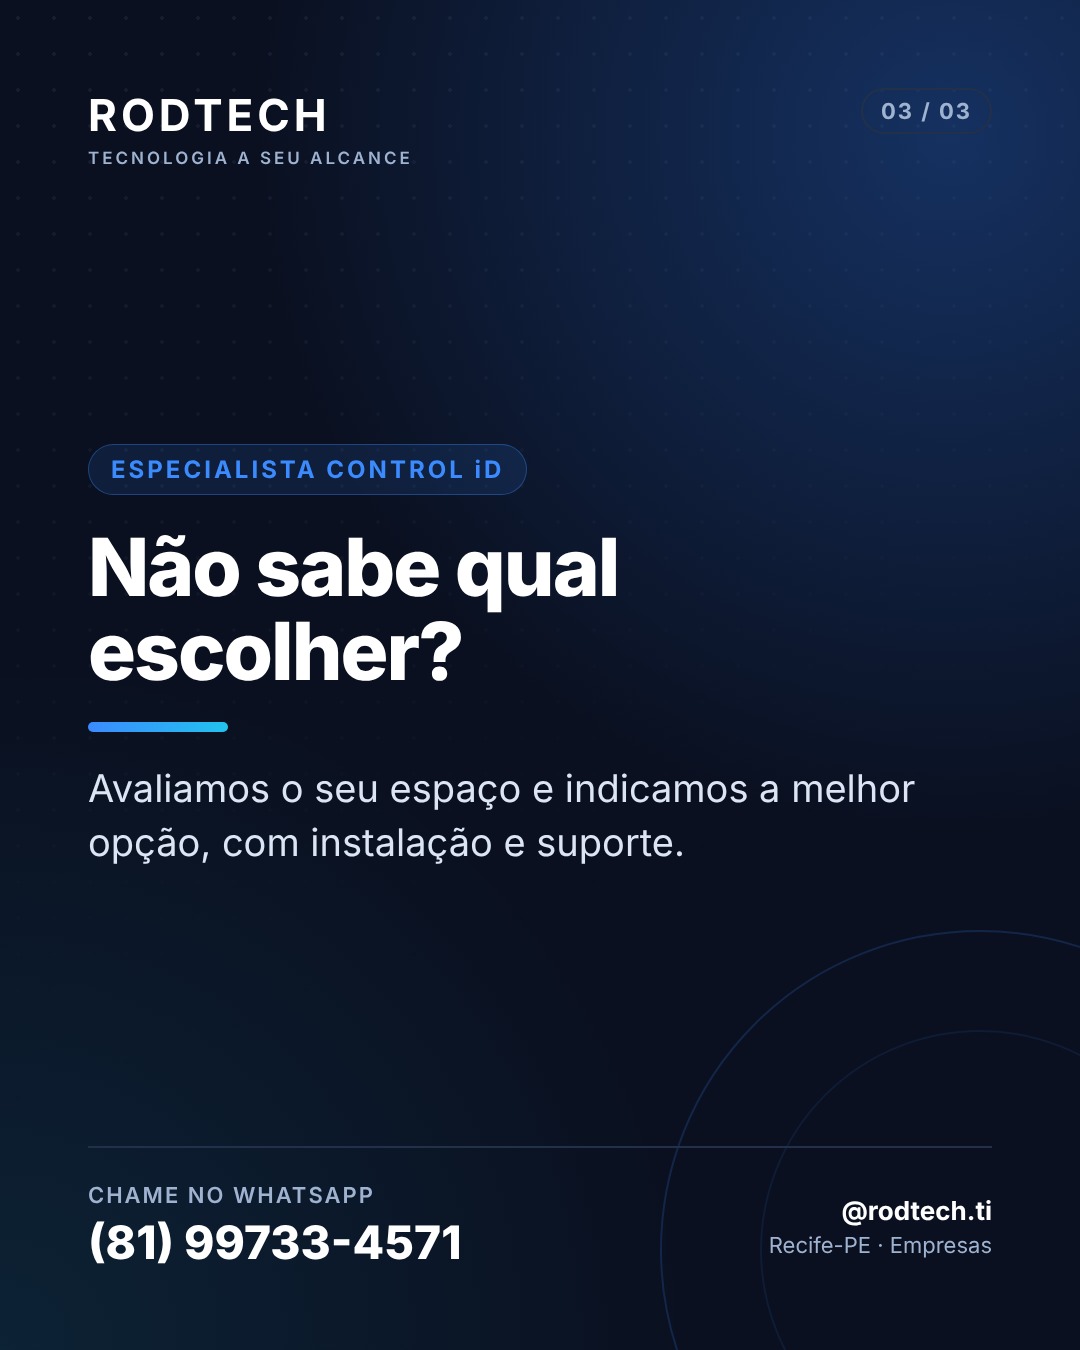 RODTECH
TECNOLOGIA A SEU ALCANCE
03 / 03
ESPECIALISTA CONTROL iD
Não sabe qual
escolher?
Avaliamos o seu espaço e indicamos a melhor
opção, com instalação e suporte.
CHAME NO WHATSAPP
(81) 99733-4571
@rodtech.ti
Recife-PE · Empresas